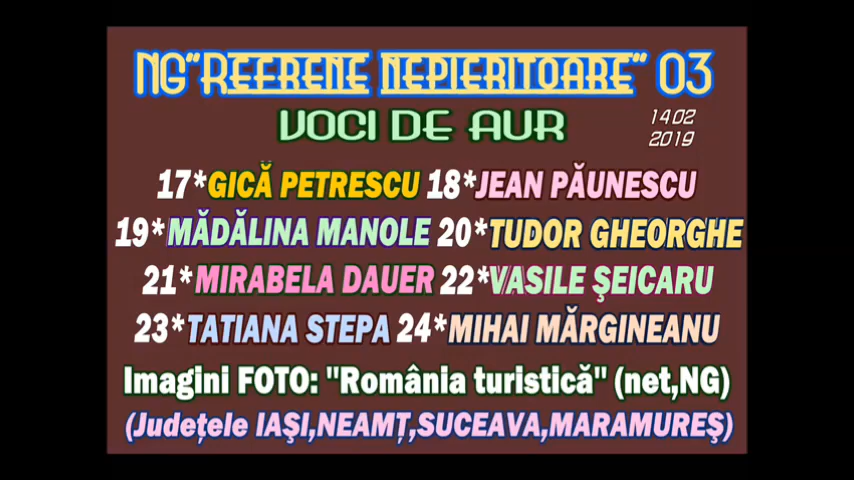 NG"REFRENE NEPIERITOARE" 03
VOCI DE AUR
1402
2019
17*GICĂ PETRESCU 18*JEAN PĂUNESCU
19*MĂDĂLINA MANOLE 20*TUDOR GHEORGHE
21*MIRABELA DAUER 22*VASILE ŞEICARU
23*TATIANA STEPA 24*MIHAI MĂRGINEANU
Imagini FOTO: "România turistică" (net,NG)
(Județele IAŞI,NEAMȚ,SUCEAVA,MARAMUREŞ)